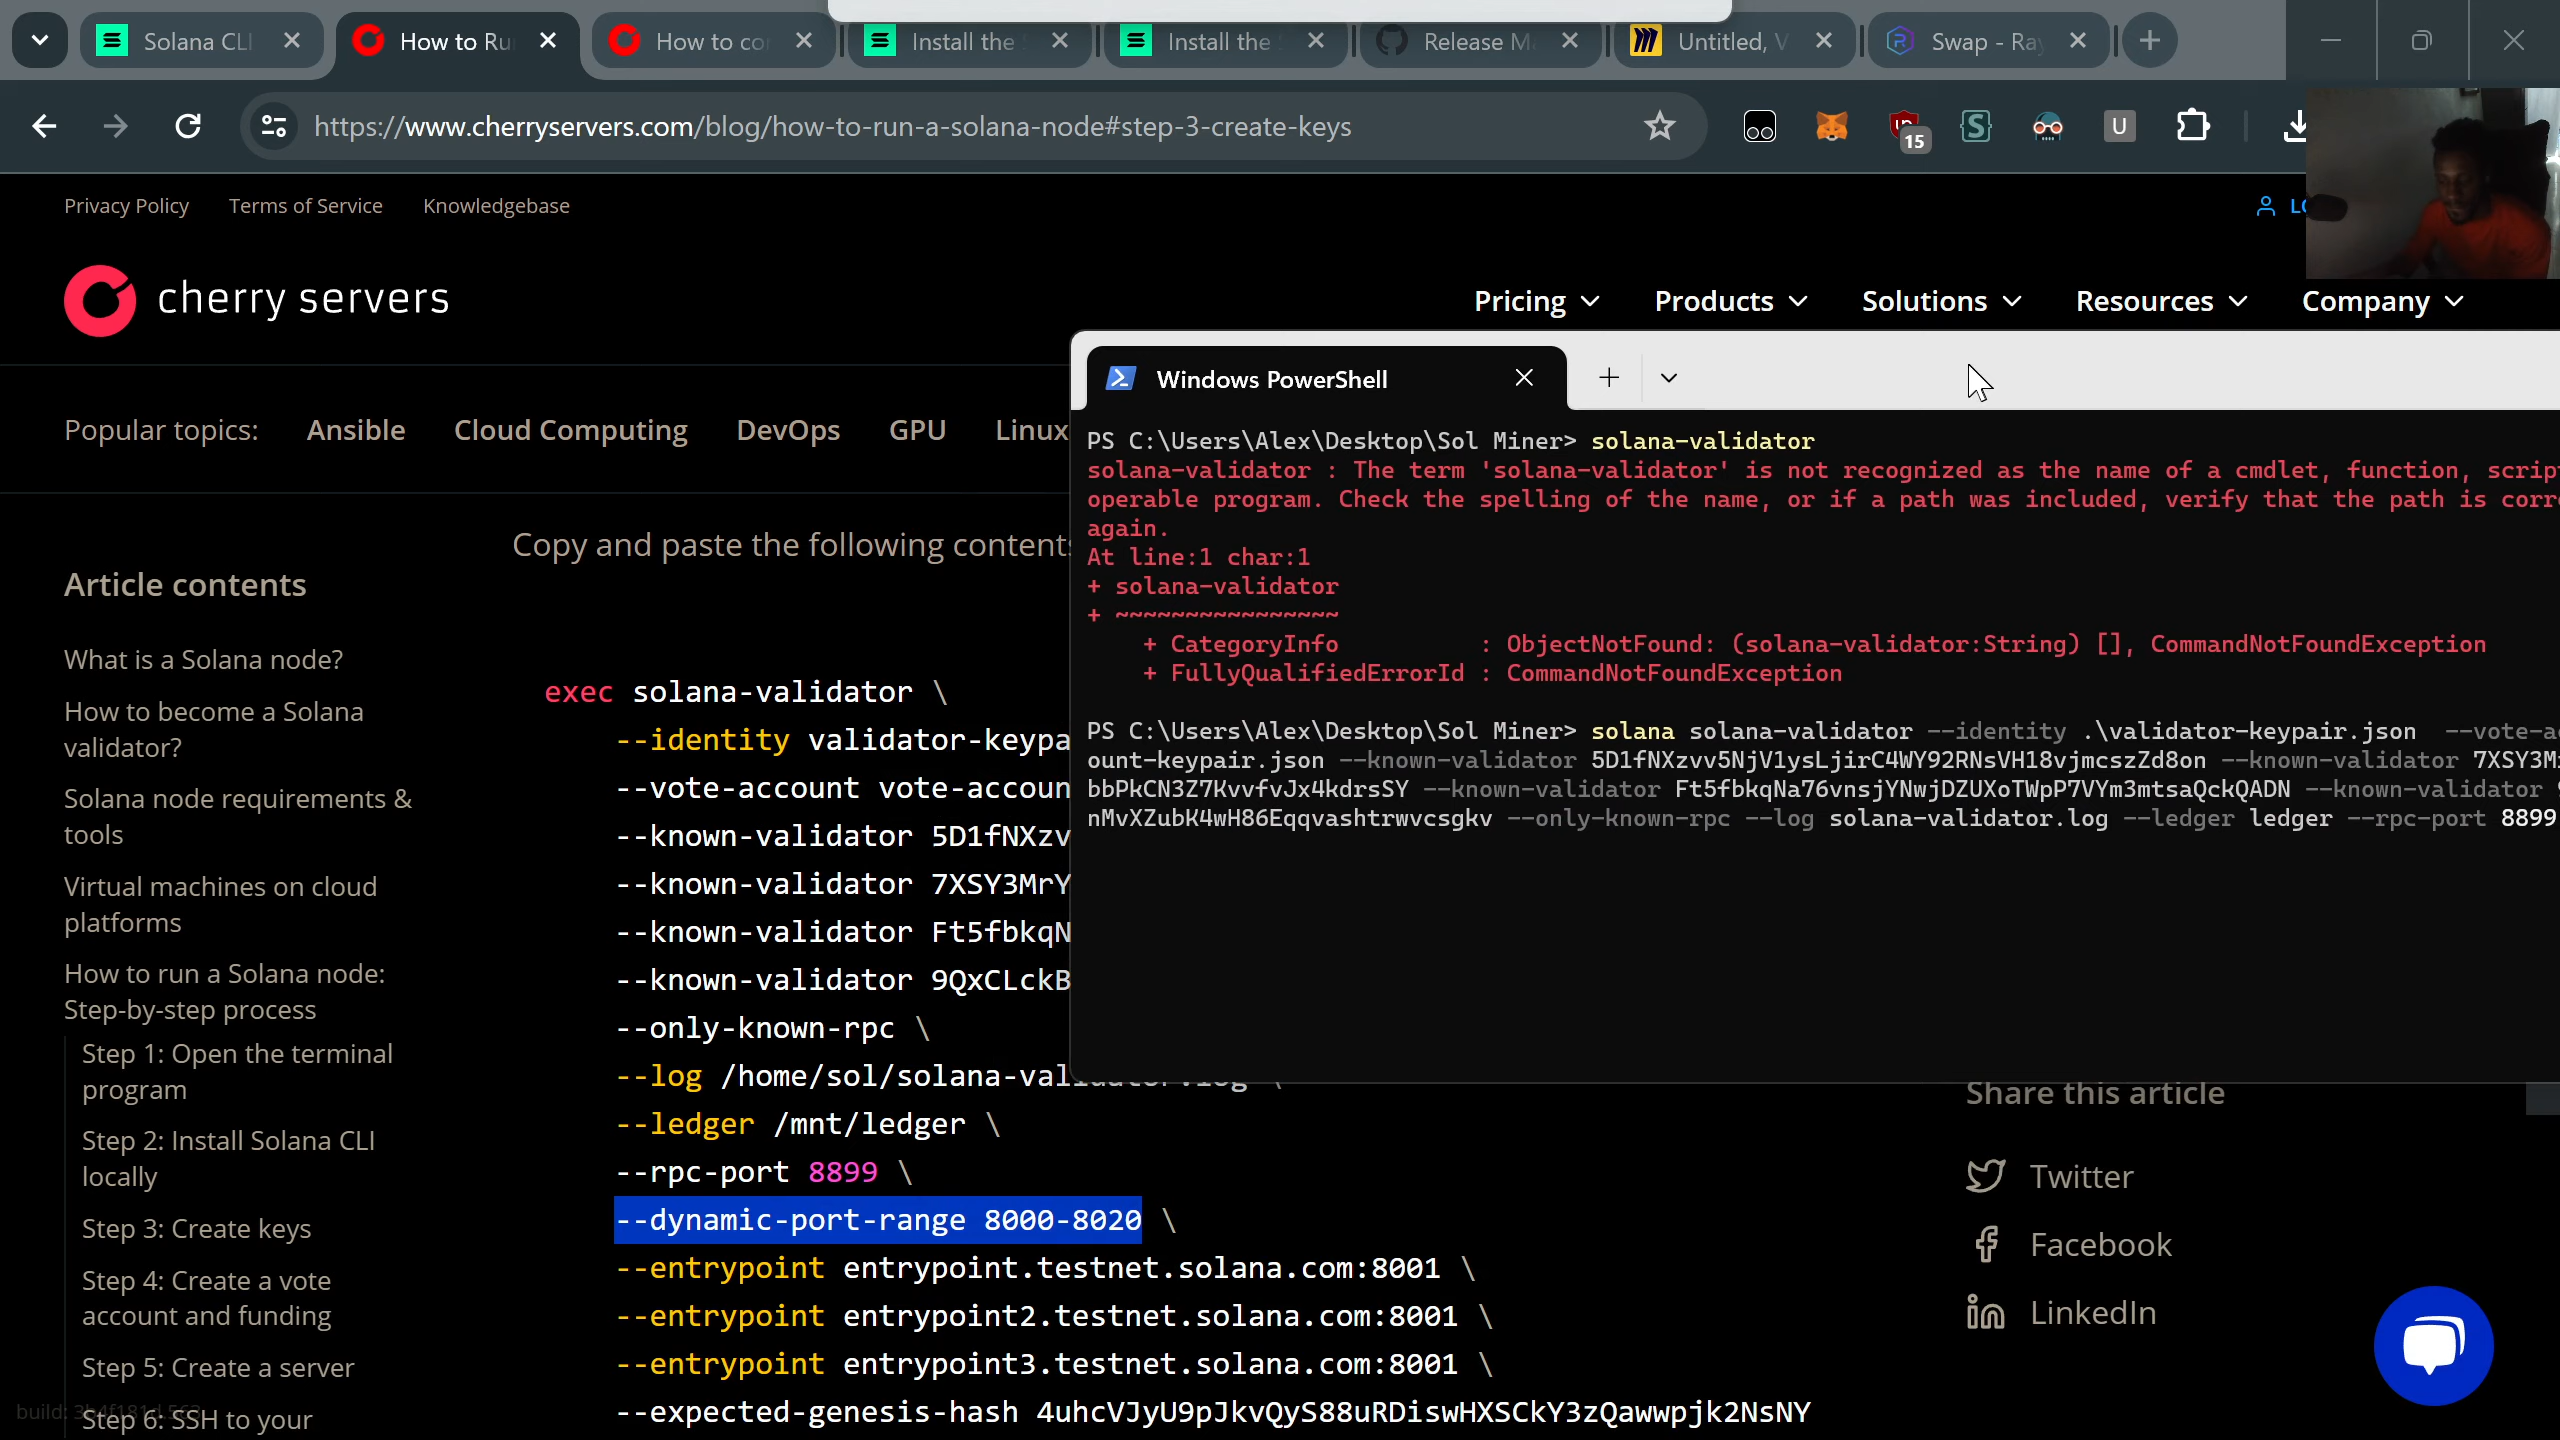 Solana CLI
How to Ru
How to co
Install the
Install the
Release M
Untitled, V
Swap - Ra
https://www.cherryservers.com/blog/how-to-run-a-solana-node#step-3-create-keys
15
U
Privacy Policy
Terms of Service
Knowledgebase
cherry servers
Pricing
Products
Solutions
Resources
Company
Popular topics:
Ansible
Cloud Computing
DevOps
GPU
Linux
Article contents
What is a Solana node?
How to become a Solana
validator?
Solana node requirements &
tools
Virtual machines on cloud
platforms
How to run a Solana node:
Step-by-step process
Step 1: Open the terminal
program
Step 2: Install Solana CLI
locally
Step 3: Create keys
Step 4: Create a vote
account and funding
Step 5: Create a server
Step 6: SSH to your
Copy and paste the following contents
exec solana-validator \
--identity validator-keypa
--vote-account vote-accoun
--known-validator 5D1fNXzv
--known-validator 7XSY3MrY
--known-validator Ft5fbkqN
--known-validator 9QxCLckB
--only-known-rpc \
--log /home/sol/solana-validator.log \
--ledger /mnt/ledger \
--rpc-port 8899 \
--dynamic-port-range 8000-8020 \
--entrypoint entrypoint.testnet.solana.com:8001 \
--entrypoint entrypoint2.testnet.solana.com:8001 \
--entrypoint entrypoint3.testnet.solana.com:8001 \
--expected-genesis-hash 4uhcVJyU9pJkvQyS88uRDiswHXSCkY3zQawwpjk2NsNY
Windows PowerShell
PS C:\Users\Alex\Desktop\Sol Miner> solana-validator
solana-validator : The term 'solana-validator' is not recognized as the name of a cmdlet, function, scrip
operable program. Check the spelling of the name, or if a path was included, verify that the path is corr
again.
At line:1 char:1
+ solana-validator
+ ~~~~~~~~~~~~~~~~
+ CategoryInfo : ObjectNotFound: (solana-validator:String) [], CommandNotFoundException
+ FullyQualifiedErrorId : CommandNotFoundException
PS C:\Users\Alex\Desktop\Sol Miner> solana solana-validator --identity .\validator-keypair.json --vote-a
ount-keypair.json --known-validator 5D1fNXzvv5NjV1ysLjirC4WY92RNsVH18vjmcszZd8on --known-validator 7XSY3M
bbPkCN3Z7KvvfvJx4kdrsSY --known-validator Ft5fbkqNa76vnsjYNwjDZUXoTWpP7VYm3mtsaQckQADN --known-validator
nMvXZubK4wH86Eqqvashtrwvcsgkv --only-known-rpc --log solana-validator.log --ledger ledger --rpc-port 8899
Share this article
Twitter
Facebook
LinkedIn